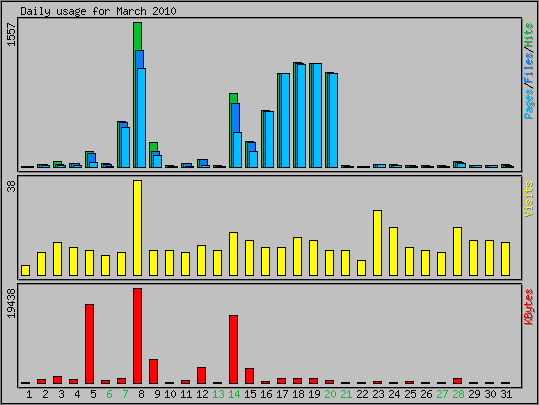 Daily usage for March 2010
1557
Pages/Files/Hits
38
Visits
19438
KBytes
1 2 3 4 5 6 7 8 9 10 11 12 13 14 15 16 17 18 19 20 21 22 23 24 25 26 27 28 29 30 31